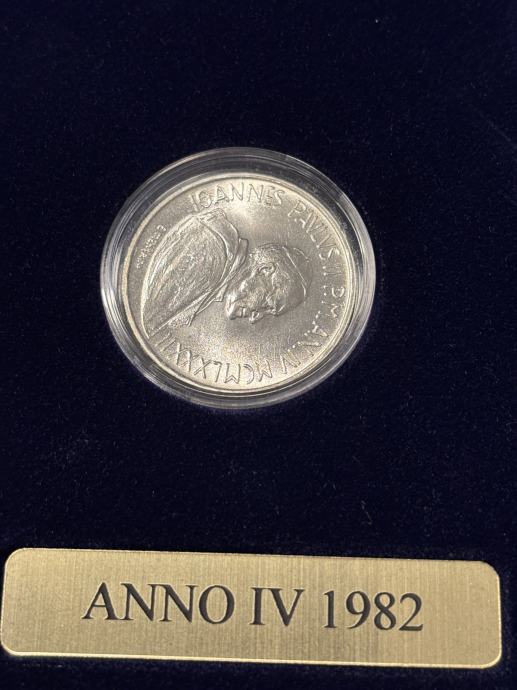 IOANNES PAVLVS II P.M. AN. IV MCMLXXXII
ANNO IV 1982